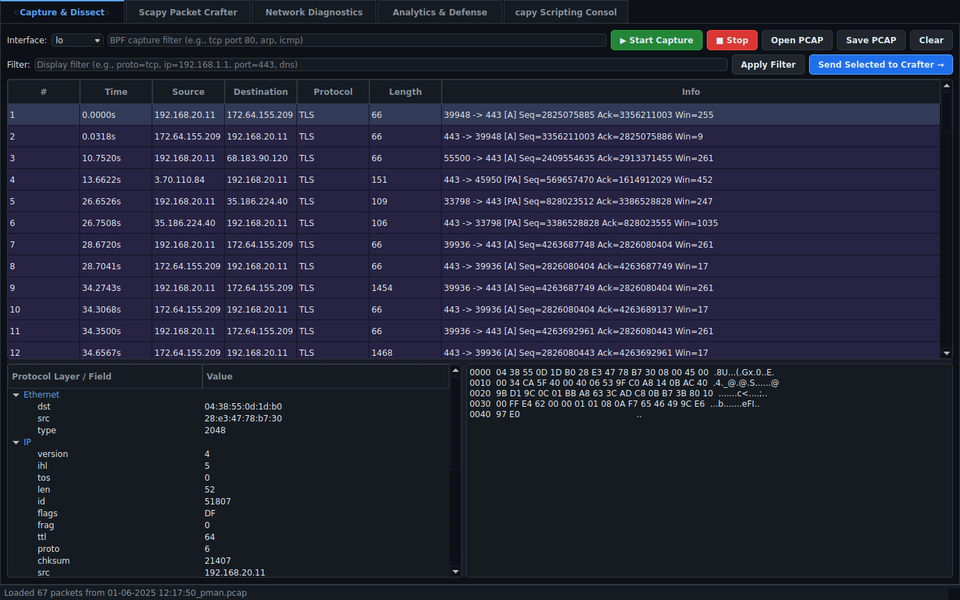 Capture & Dissect Scapy Packet Crafter Network Diagnostics Analytics & Defense capy Scripting Consol
Interface: lo BPF capture filter (e.g., tcp port 80, arp, icmp) ▶ Start Capture ■ Stop Open PCAP Save PCAP Clear
Filter: Display filter (e.g., proto=tcp, ip=192.168.1.1, port=443, dns) Apply Filter Send Selected to Crafter →
# Time Source Destination Protocol Length Info
1 0.0000s 192.168.20.11 172.64.155.209 TLS 66 39948 -> 443 [A] Seq=2825075885 Ack=3356211003 Win=255
2 0.0318s 172.64.155.209 192.168.20.11 TLS 66 443 -> 39948 [A] Seq=3356211003 Ack=2825075886 Win=9
3 10.7520s 192.168.20.11 68.183.90.120 TLS 66 55500 -> 443 [A] Seq=2409554635 Ack=2913371455 Win=261
4 13.6622s 3.70.110.84 192.168.20.11 TLS 151 443 -> 45950 [PA] Seq=569657470 Ack=1614912029 Win=452
5 26.6526s 192.168.20.11 35.186.224.40 TLS 109 33798 -> 443 [PA] Seq=828023512 Ack=3386528828 Win=247
6 26.7508s 35.186.224.40 192.168.20.11 TLS 106 443 -> 33798 [PA] Seq=3386528828 Ack=828023555 Win=1035
7 28.6720s 192.168.20.11 172.64.155.209 TLS 66 39936 -> 443 [A] Seq=4263687748 Ack=2826080404 Win=261
8 28.7041s 172.64.155.209 192.168.20.11 TLS 66 443 -> 39936 [A] Seq=2826080404 Ack=4263687749 Win=17
9 34.2743s 192.168.20.11 172.64.155.209 TLS 1454 39936 -> 443 [A] Seq=4263687749 Ack=2826080404 Win=261
10 34.3068s 172.64.155.209 192.168.20.11 TLS 66 443 -> 39936 [A] Seq=2826080404 Ack=4263689137 Win=17
11 34.3500s 192.168.20.11 172.64.155.209 TLS 66 39936 -> 443 [A] Seq=4263692961 Ack=2826080443 Win=261
12 34.6567s 172.64.155.209 192.168.20.11 TLS 1468 443 -> 39936 [A] Seq=2826080443 Ack=4263692961 Win=17
Protocol Layer / Field Value
Ethernet
dst 04:38:55:0d:1d:b0
src 28:e3:47:78:b7:30
type 2048
IP
version 4
ihl 5
tos 0
len 52
id 51807
flags DF
frag 0
ttl 64
proto 6
chksum 21407
src 192.168.20.11
0000 04 38 55 0D 1D B0 28 E3 47 78 B7 30 08 00 45 00 .8U...(.Gx.0..E.
0010 00 34 CA 5F 40 00 40 06 53 9F C0 A8 14 0B AC 40 .4._@.@.S......@
0020 9B D1 9C 0C 01 BB A8 63 3C AD C8 0B B7 3B 80 10 .......c<....;..
0030 00 FF E4 62 00 00 01 01 08 0A F7 65 46 49 9C E6 ...b.......eFI..
0040 97 E0 ..
Loaded 67 packets from 01-06-2025 12:17:50_pman.pcap